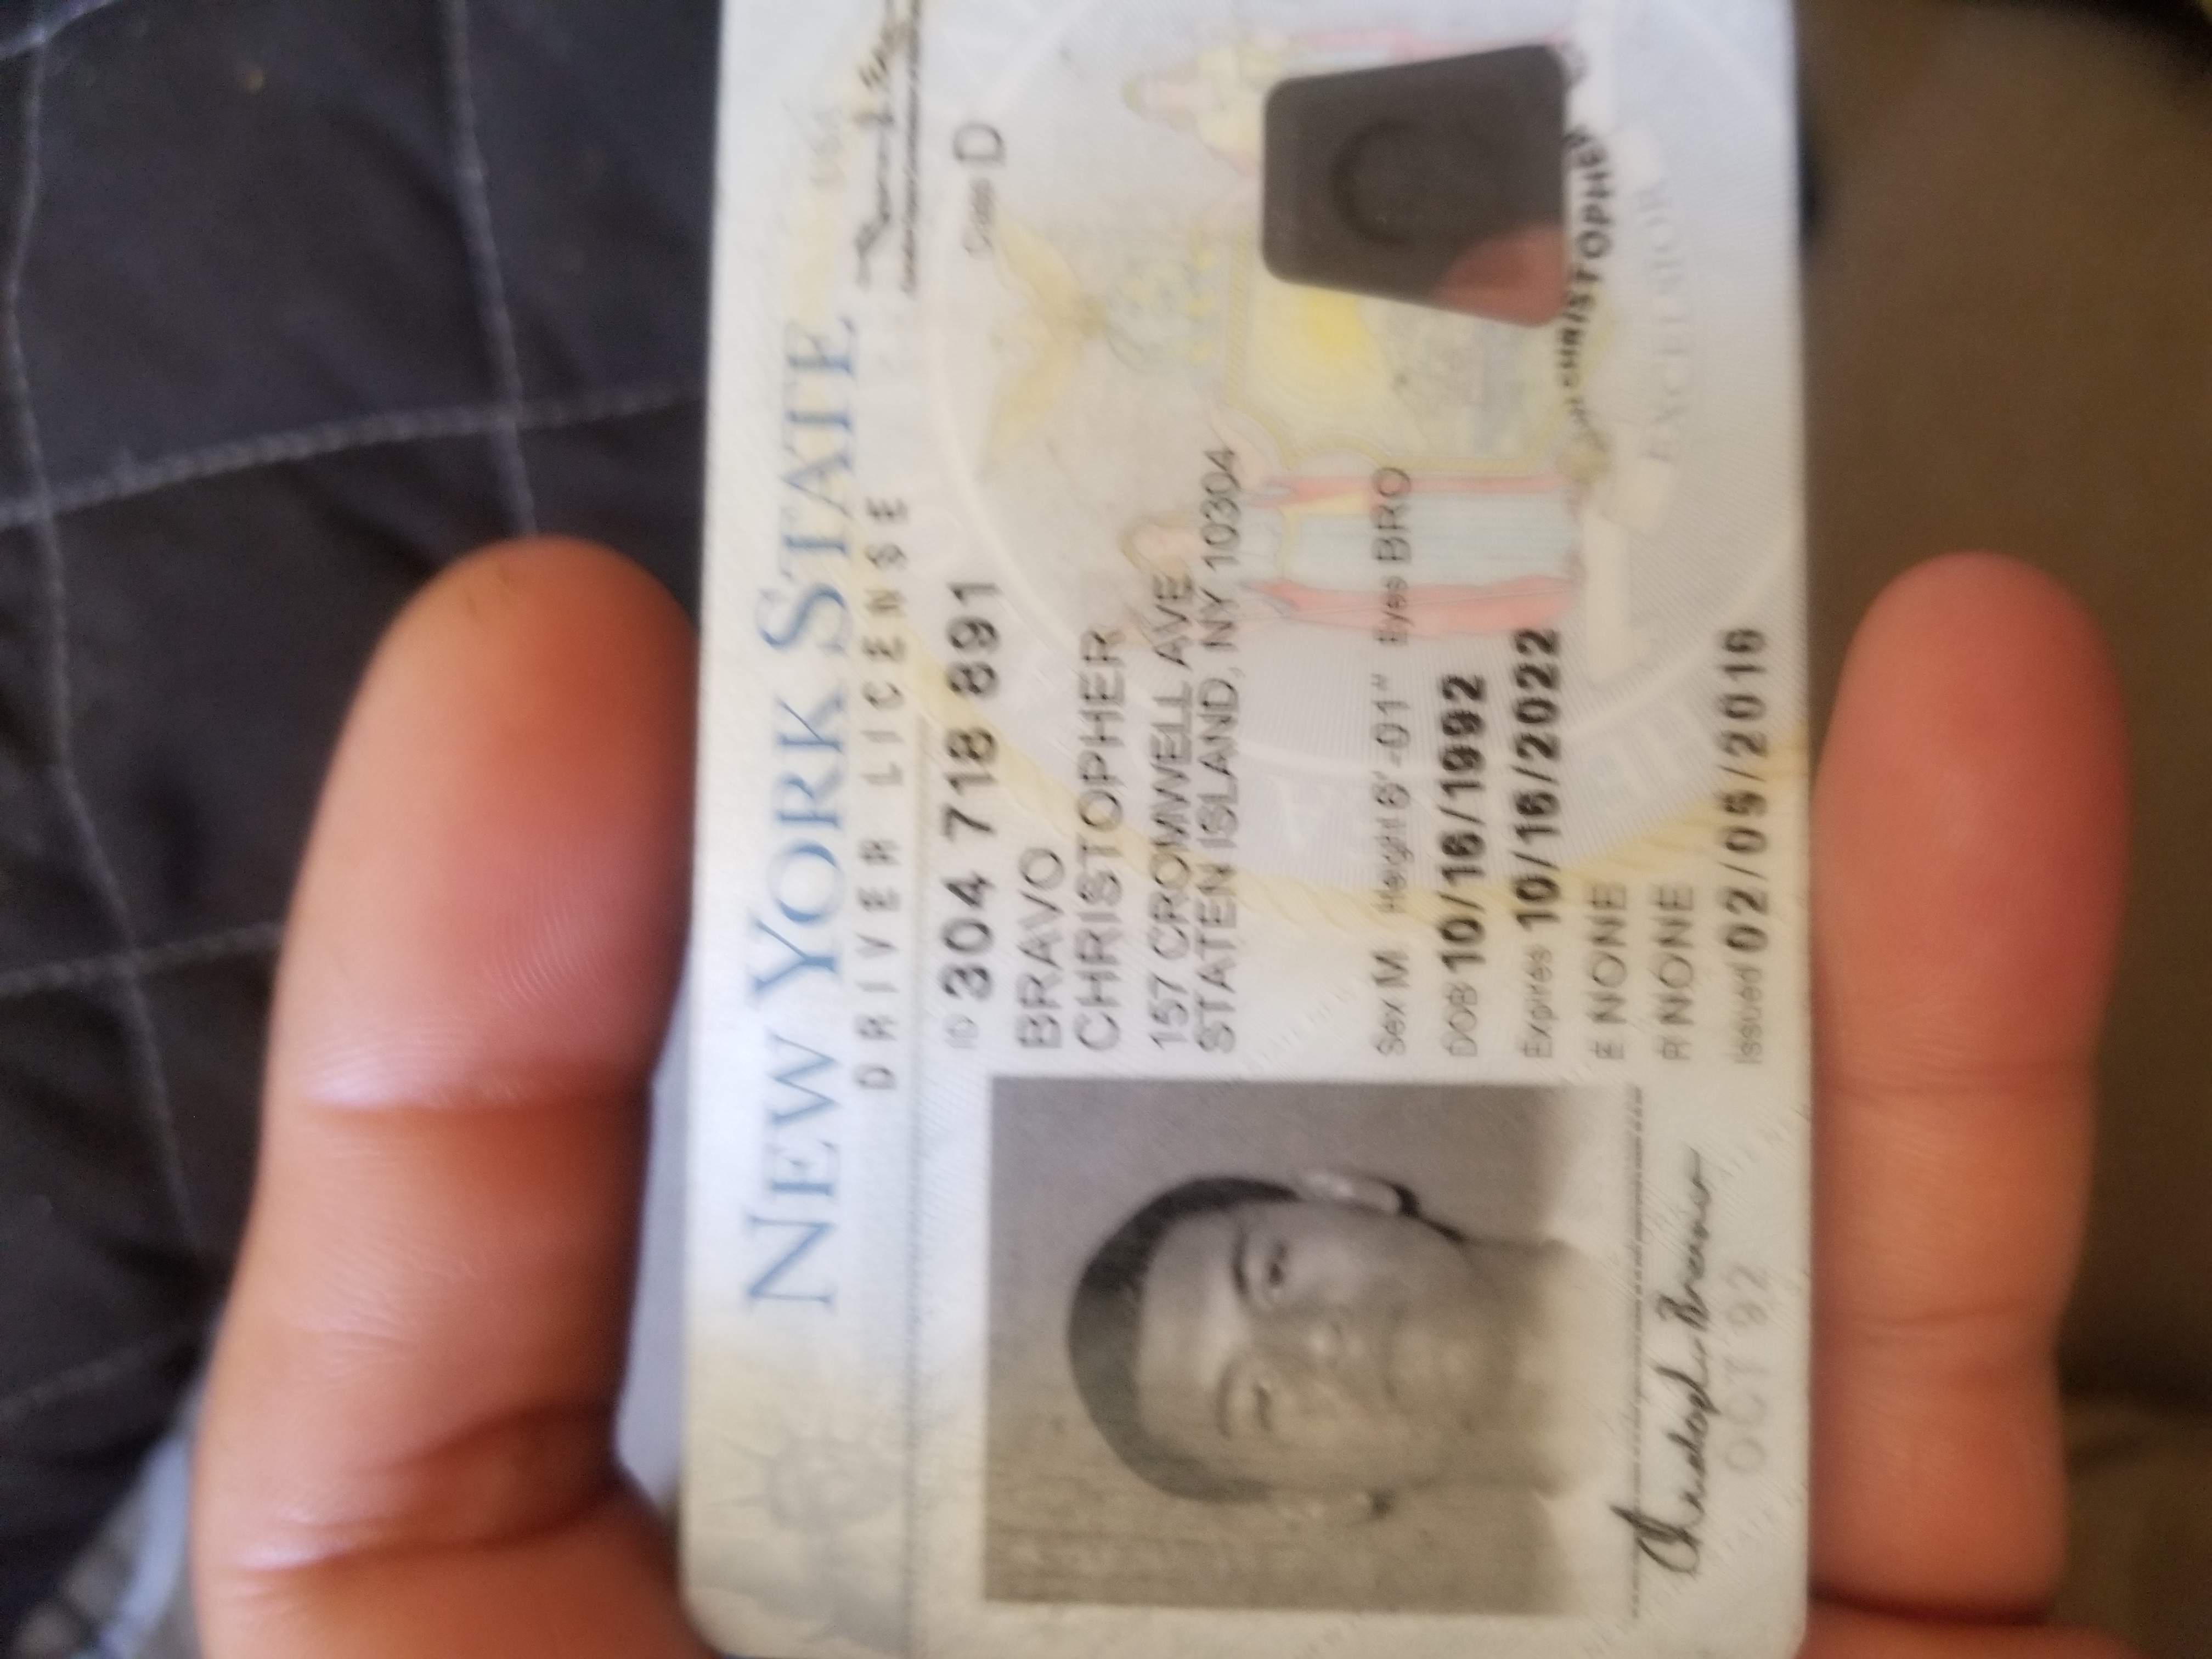 NEW YORK STATE
USA
DRIVER LICENSE
ID 304 718 891
Class D
BRAVO
CHRISTOPHER
157 CROMWELL AVE
STATEN ISLAND, NY 10304
Sex M Height 6'-01" Eyes BRO
DOB 10/16/1992
Expires 10/16/2022
E NONE
R NONE
Issued 02/05/2016
CHRISTOPHER
EXCELSIOR
Christopher Bravo
OCT 92